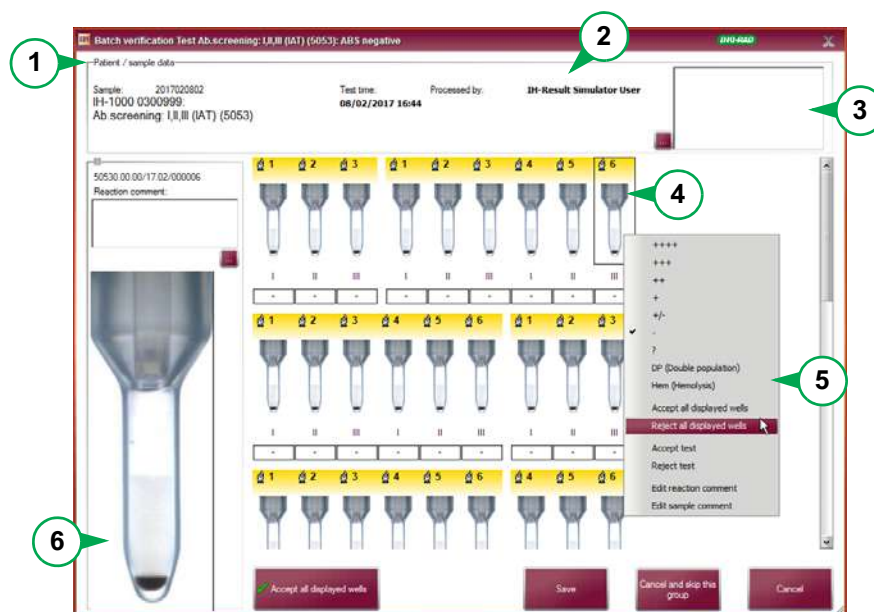 Batch verification Test Ab.screening: I,II,III (IAT) (5053): ABS negative
BIO-RAD
2
1
Patient / sample data
Sample: 2017020802 Test time: Processed by: IH-Result Simulator User
IH-1000 0300999: 08/02/2017 16:44
Ab.screening: I,II,III (IAT) (5053)
3
III
50530.00.00/17.02/000006
Reaction comment:
1 2 3 1 2 3 4 5 6
4
I II III I II III I II III
- - - - - - - - -
1 2 3 4 5 6 1 2 3
I II III I II III I II III
- - - - - - - - -
1 2 3 4 5 6 4 5 6
++++
+++
++
+
+/-
-
?
DP (Double population)
Hem (Hemolysis)
5
Accept all displayed wells
Reject all displayed wells
Accept test
Reject test
Edit reaction comment
Edit sample comment
6
Accept all displayed wells
Save
Cancel and skip this
group
Cancel